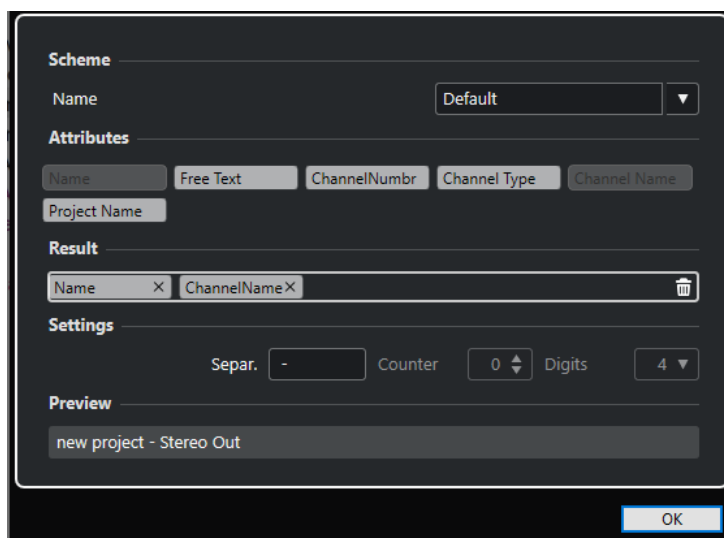 Scheme
Name Default
Attributes
Name Free Text ChannelNumbr Channel Type Channel Name
Project Name
Result
Name × ChannelName×
Settings
Separ. - Counter 0 Digits 4
Preview
new project - Stereo Out
OK